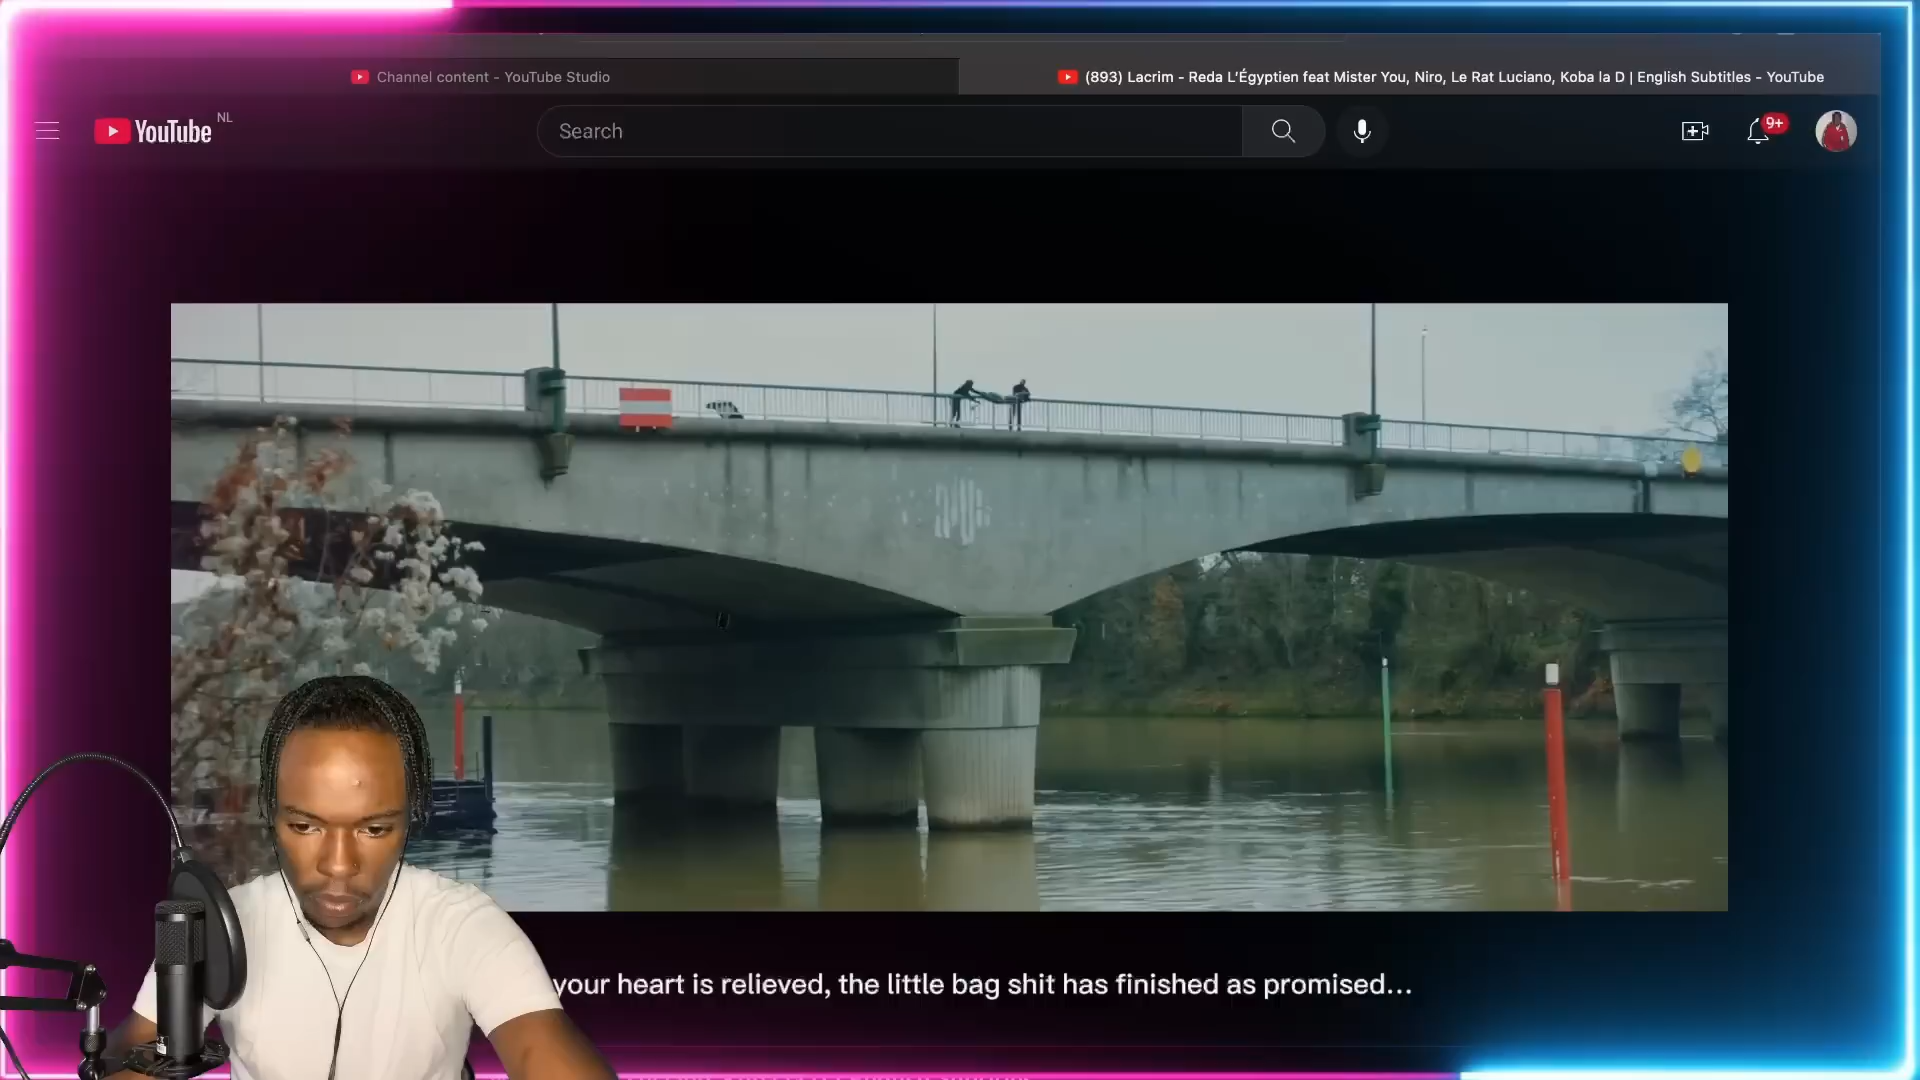 Channel content - YouTube Studio
(893) Lacrim - Reda L'Égyptien feat Mister You, Niro, Le Rat Luciano, Koba la D | English Subtitles - YouTube
YouTube NL
Search
9+
your heart is relieved, the little bag shit has finished as promised...